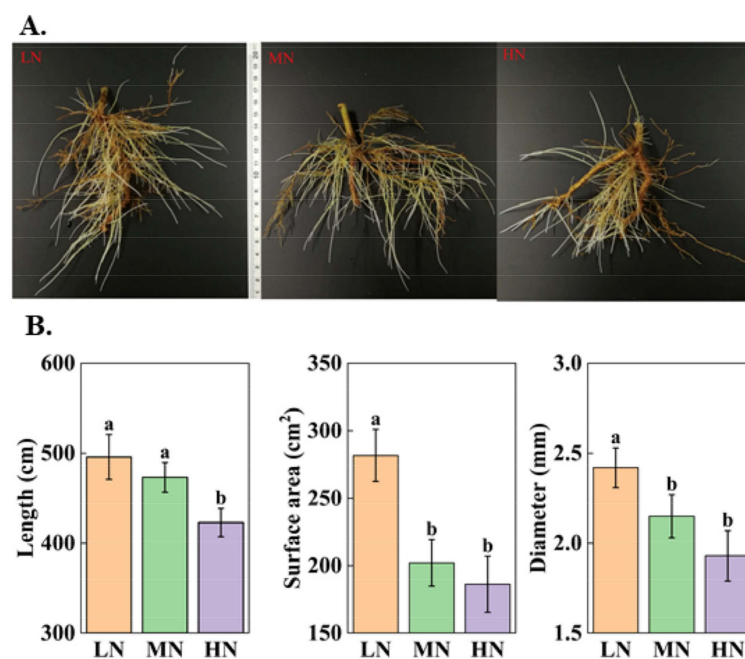 A.
LN
MN
HN
B.
600
500
400
300
Length (cm)
a
a
b
LN
MN
HN
350
300
250
200
150
Surface area (cm²)
a
b
b
LN
MN
HN
3.0
2.5
2.0
1.5
Diameter (mm)
a
b
b
LN
MN
HN